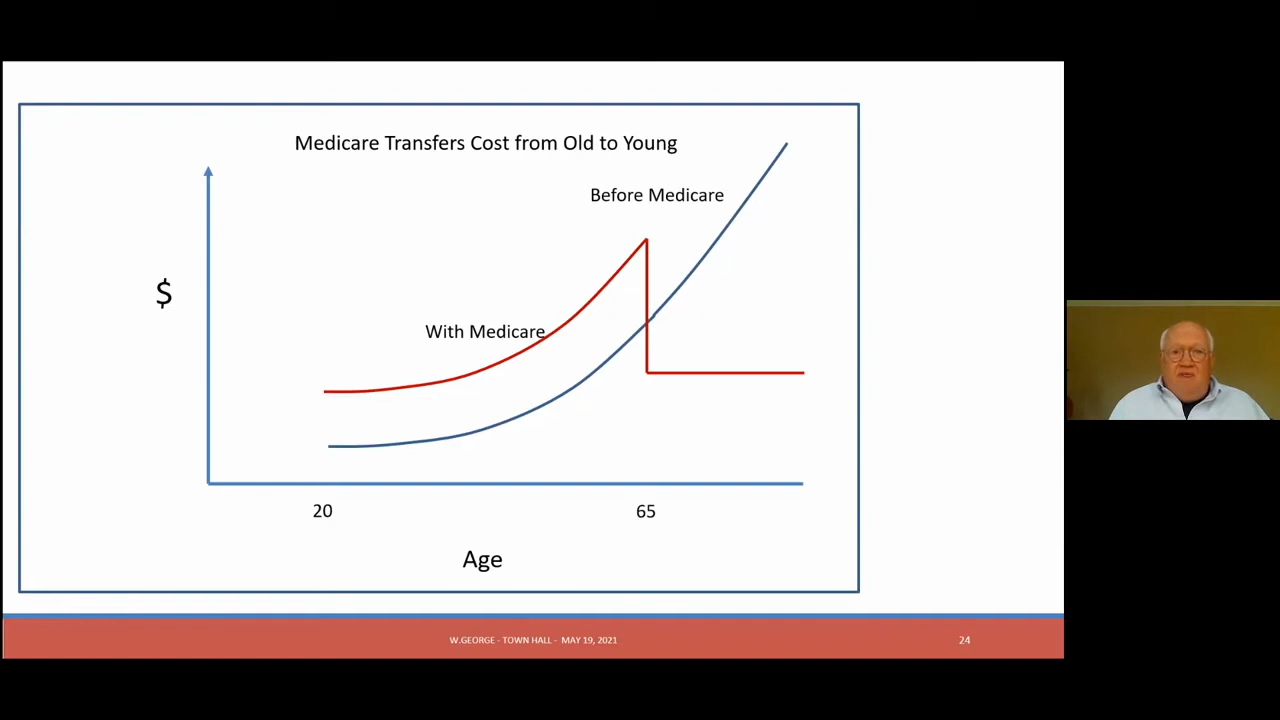 Medicare Transfers Cost from Old to Young
Before Medicare
$
With Medicare
20
65
Age
W.GEORGE - TOWN HALL - MAY 19, 2021
24